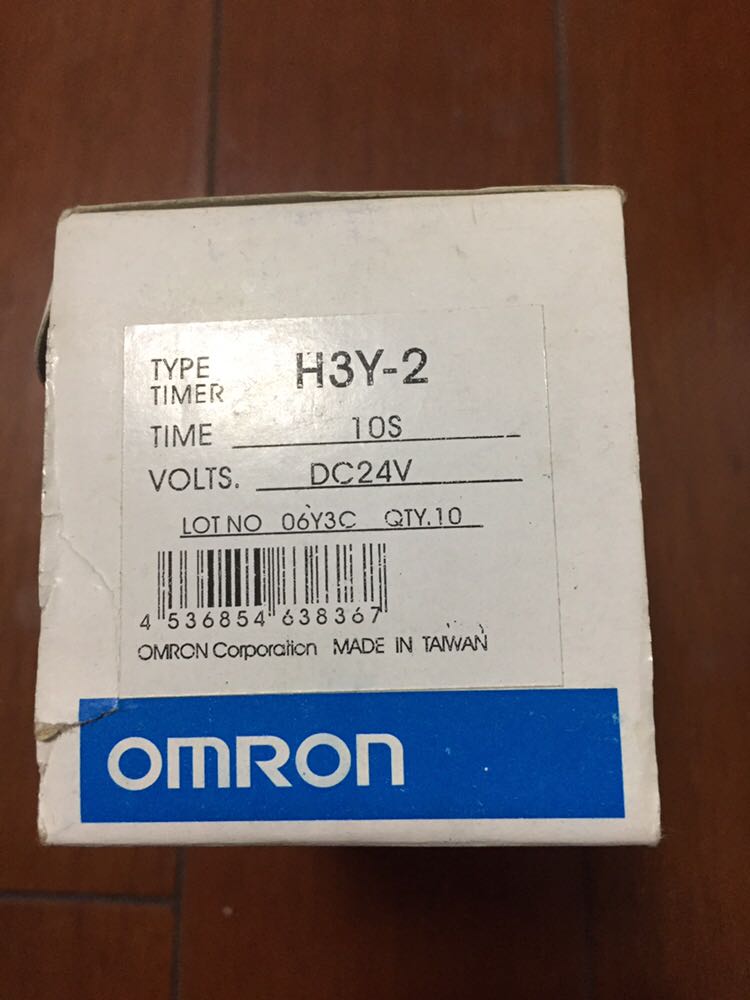 TYPE H3Y-2
TIMER
TIME 10S
VOLTS. DC24V
LOT NO 06Y3C QTY.10
4 536854 638367
OMRON Corporation MADE IN TAIWAN
OMRON